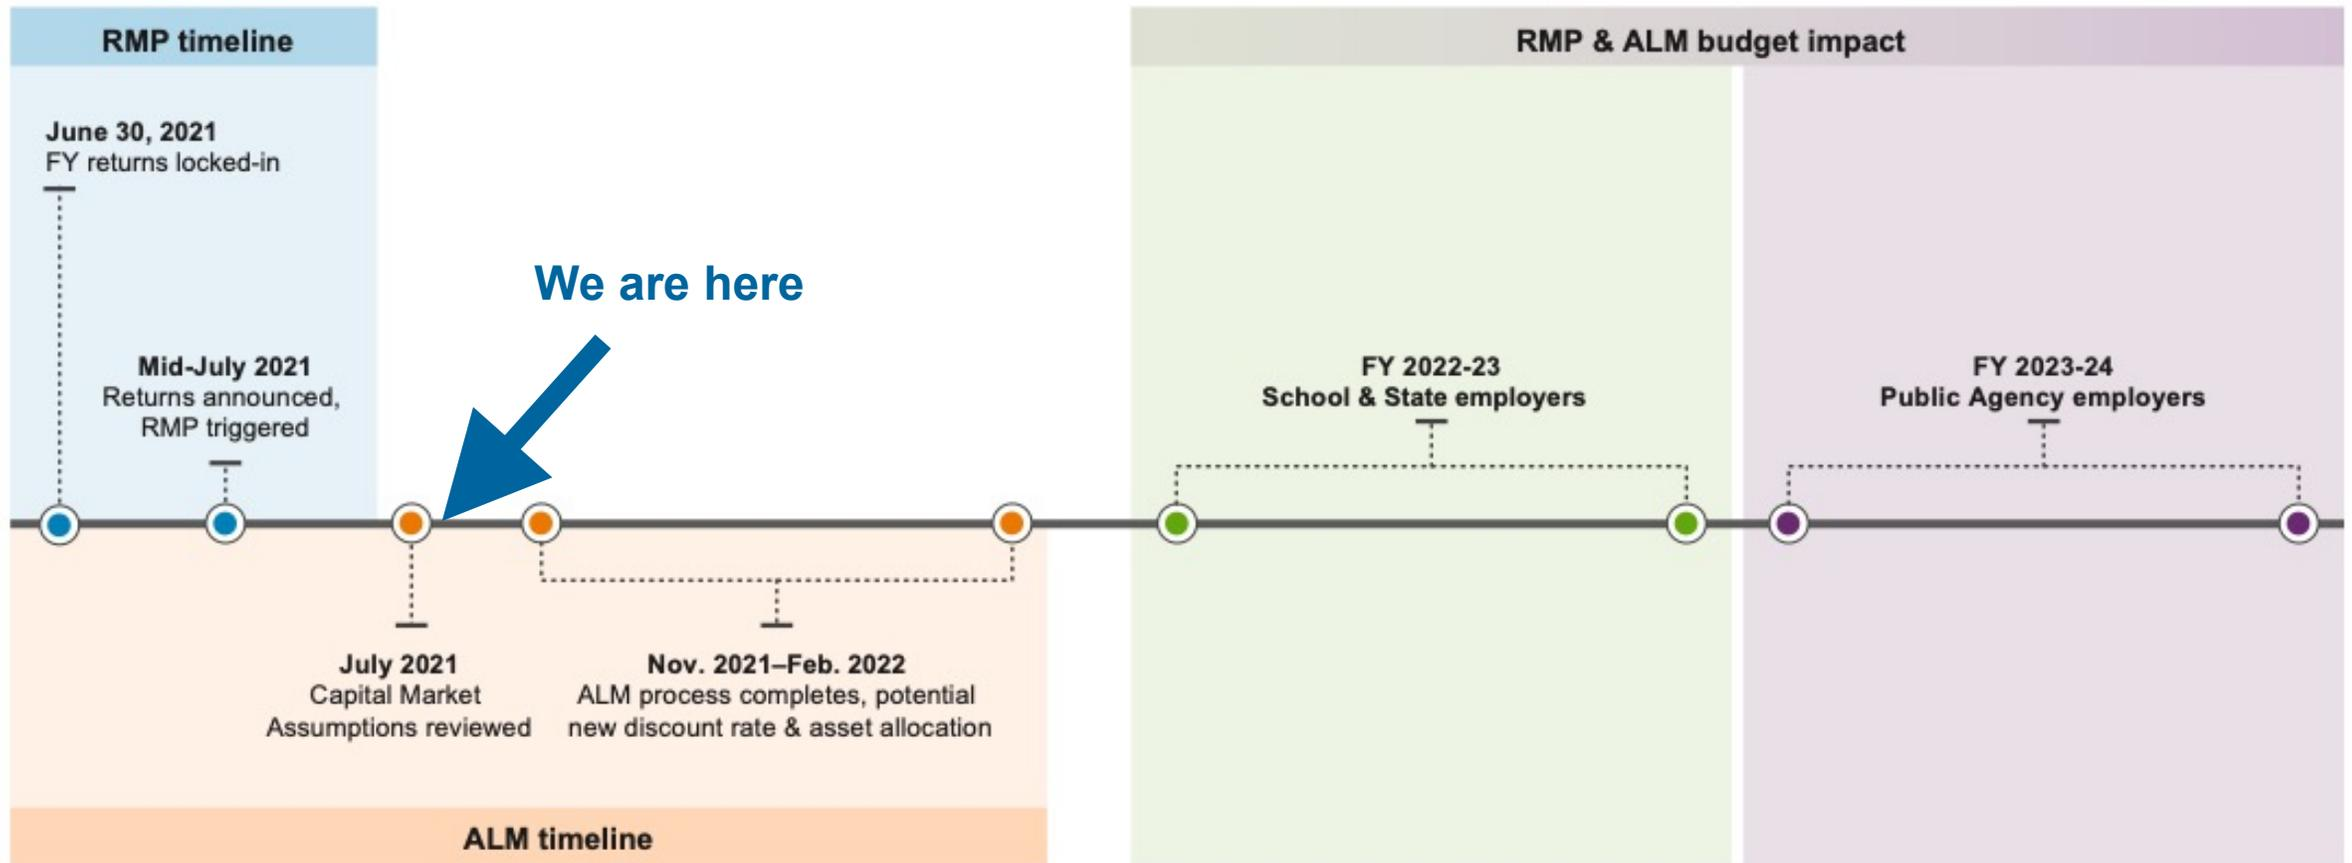 RMP timeline
RMP & ALM budget impact
June 30, 2021
FY returns locked-in
We are here
Mid-July 2021
Returns announced,
RMP triggered
FY 2022-23
School & State employers
FY 2023-24
Public Agency employers
July 2021
Capital Market
Assumptions reviewed
Nov. 2021–Feb. 2022
ALM process completes, potential
new discount rate & asset allocation
ALM timeline